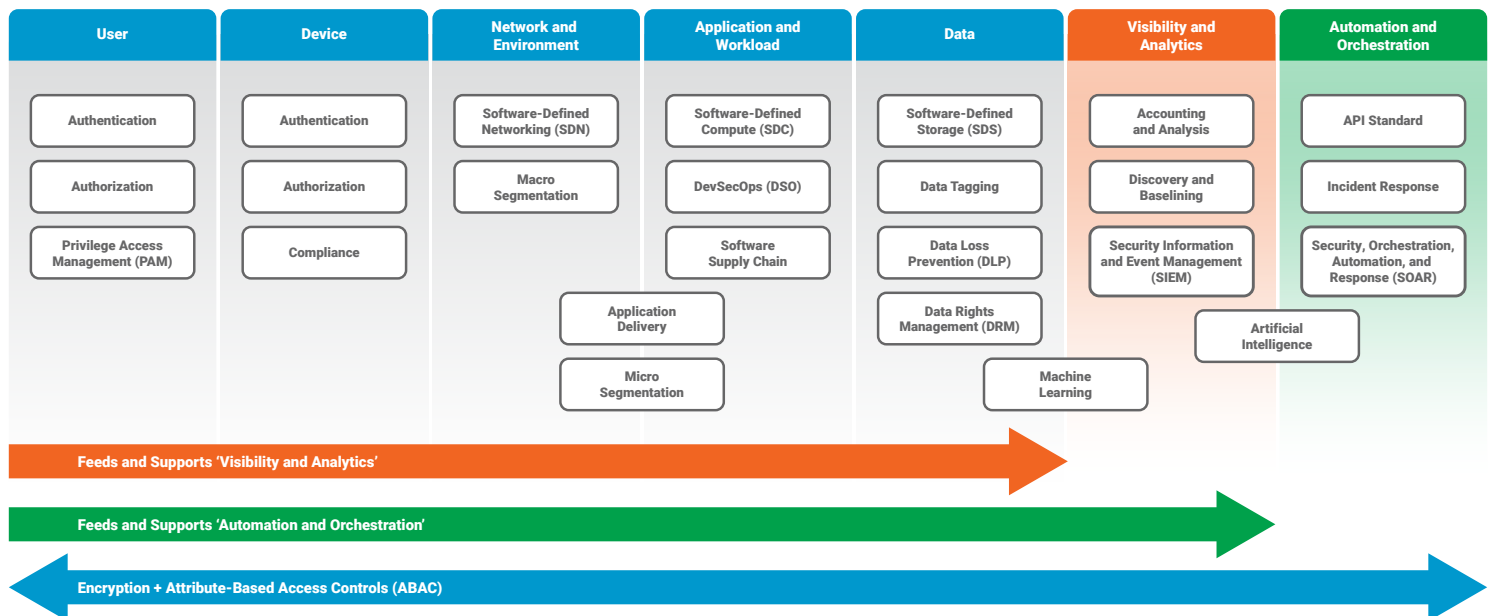 User
Device
Network and
Environment
Application and
Workload
Data
Visibility and
Analytics
Automation and
Orchestration
Authentication
Authorization
Privilege Access
Management (PAM)
Authentication
Authorization
Compliance
Software-Defined
Networking (SDN)
Macro
Segmentation
Software-Defined
Compute (SDC)
DevSecOps (DSO)
Software
Supply Chain
Application
Delivery
Micro
Segmentation
Software-Defined
Storage (SDS)
Data Tagging
Data Loss
Prevention (DLP)
Data Rights
Management (DRM)
Machine
Learning
Accounting
and Analysis
Discovery and
Baselining
Security Information
and Event Management
(SIEM)
Artificial
Intelligence
API Standard
Incident Response
Security, Orchestration,
Automation, and
Response (SOAR)
Feeds and Supports ‘Visibility and Analytics’
Feeds and Supports ‘Automation and Orchestration’
Encryption + Attribute-Based Access Controls (ABAC)